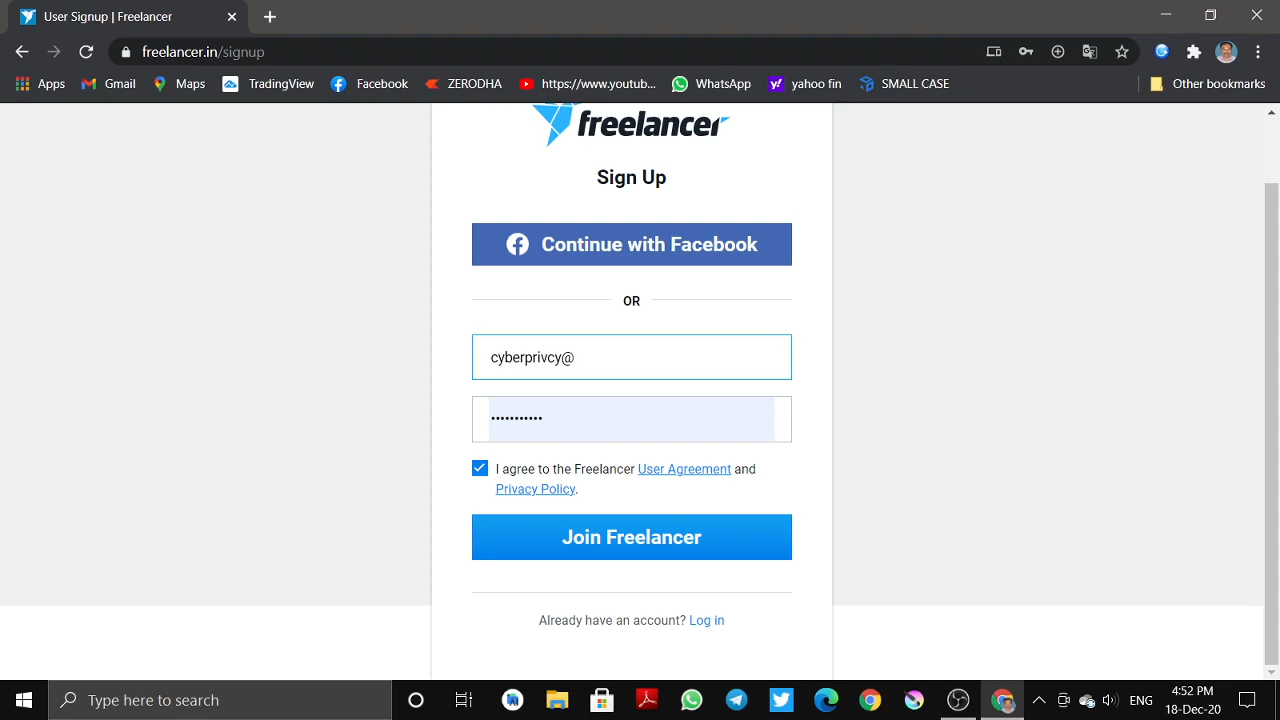 User Signup | Freelancer
freelancer.in/signup
Apps Gmail Maps TradingView Facebook ZERODHA https://www.youtub... WhatsApp yahoo fin SMALL CASE Other bookmarks
freelancer
Sign Up
Continue with Facebook
OR
cyberprivcy@
•••••••••••
I agree to the Freelancer User Agreement and
Privacy Policy.
Join Freelancer
Already have an account? Log in
Type here to search
ENG
4:52 PM
18-Dec-20